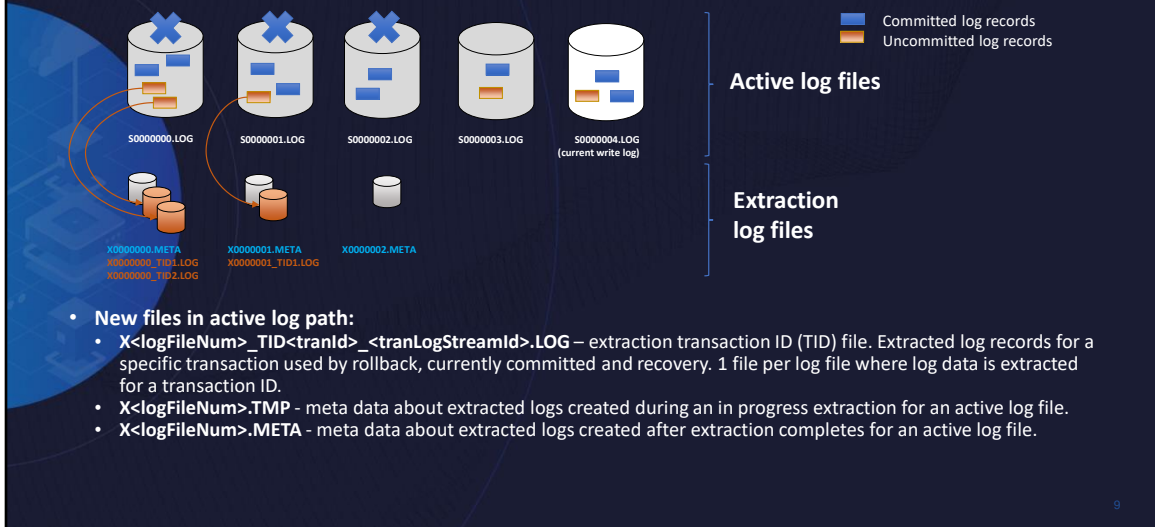 Committed log records
Uncommitted log records
Active log files
S0000000.LOG
S0000001.LOG
S0000002.LOG
S0000003.LOG
S0000004.LOG
(current write log)
Extraction
log files
X0000000.META
X0000000_TID1.LOG
X0000000_TID2.LOG
X0000001.META
X0000001_TID1.LOG
X0000002.META
• New files in active log path:
• X<logFileNum>_TID<tranId>_<tranLogStreamId>.LOG – extraction transaction ID (TID) file. Extracted log records for a
specific transaction used by rollback, currently committed and recovery. 1 file per log file where log data is extracted
for a transaction ID.
• X<logFileNum>.TMP - meta data about extracted logs created during an in progress extraction for an active log file.
• X<logFileNum>.META - meta data about extracted logs created after extraction completes for an active log file.
9